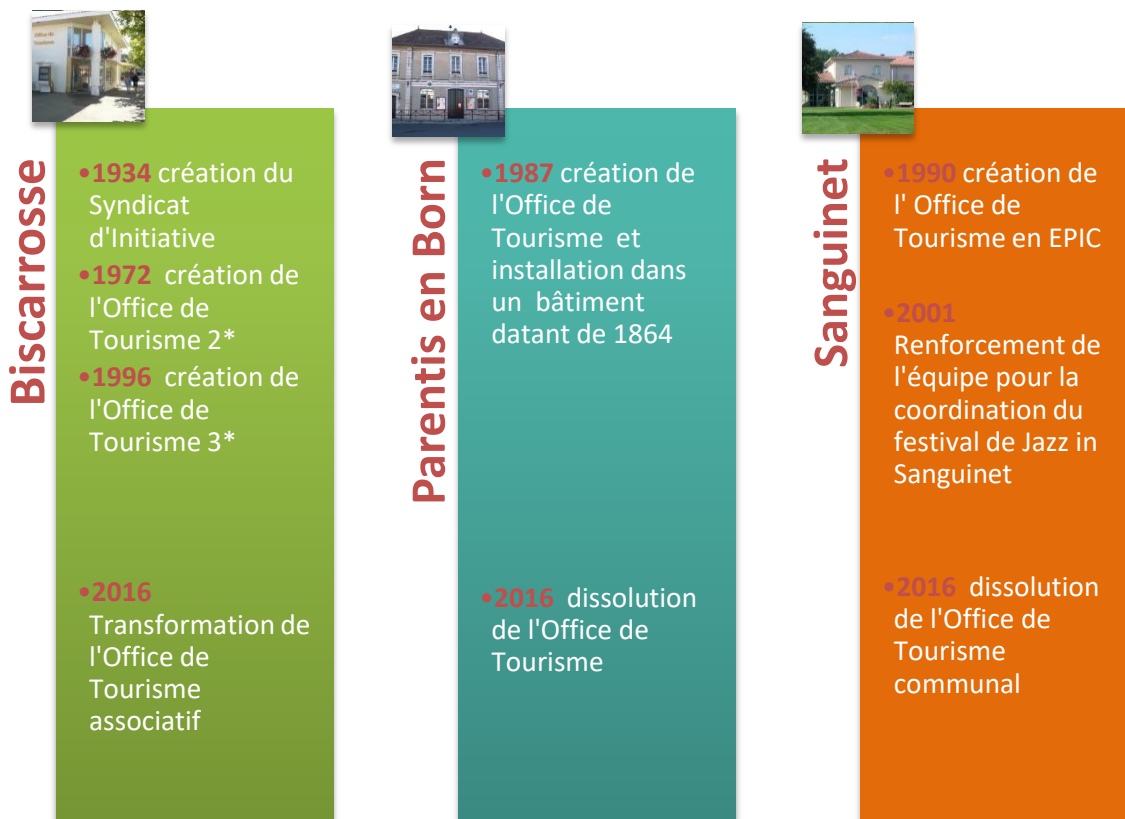 Office de
Tourisme
Biscarrosse
•1934 création du
Syndicat
d'Initiative
•1972 création de
l'Office de
Tourisme 2*
•1996 création de
l'Office de
Tourisme 3*
•2016
Transformation de
l'Office de
Tourisme
associatif
Parentis en Born
•1987 création de
l'Office de
Tourisme et
installation dans
un bâtiment
datant de 1864
•2016 dissolution
de l'Office de
Tourisme
Sanguinet
•1990 création de
l' Office de
Tourisme en EPIC
•2001
Renforcement de
l'équipe pour la
coordination du
festival de Jazz in
Sanguinet
•2016 dissolution
de l'Office de
Tourisme
communal